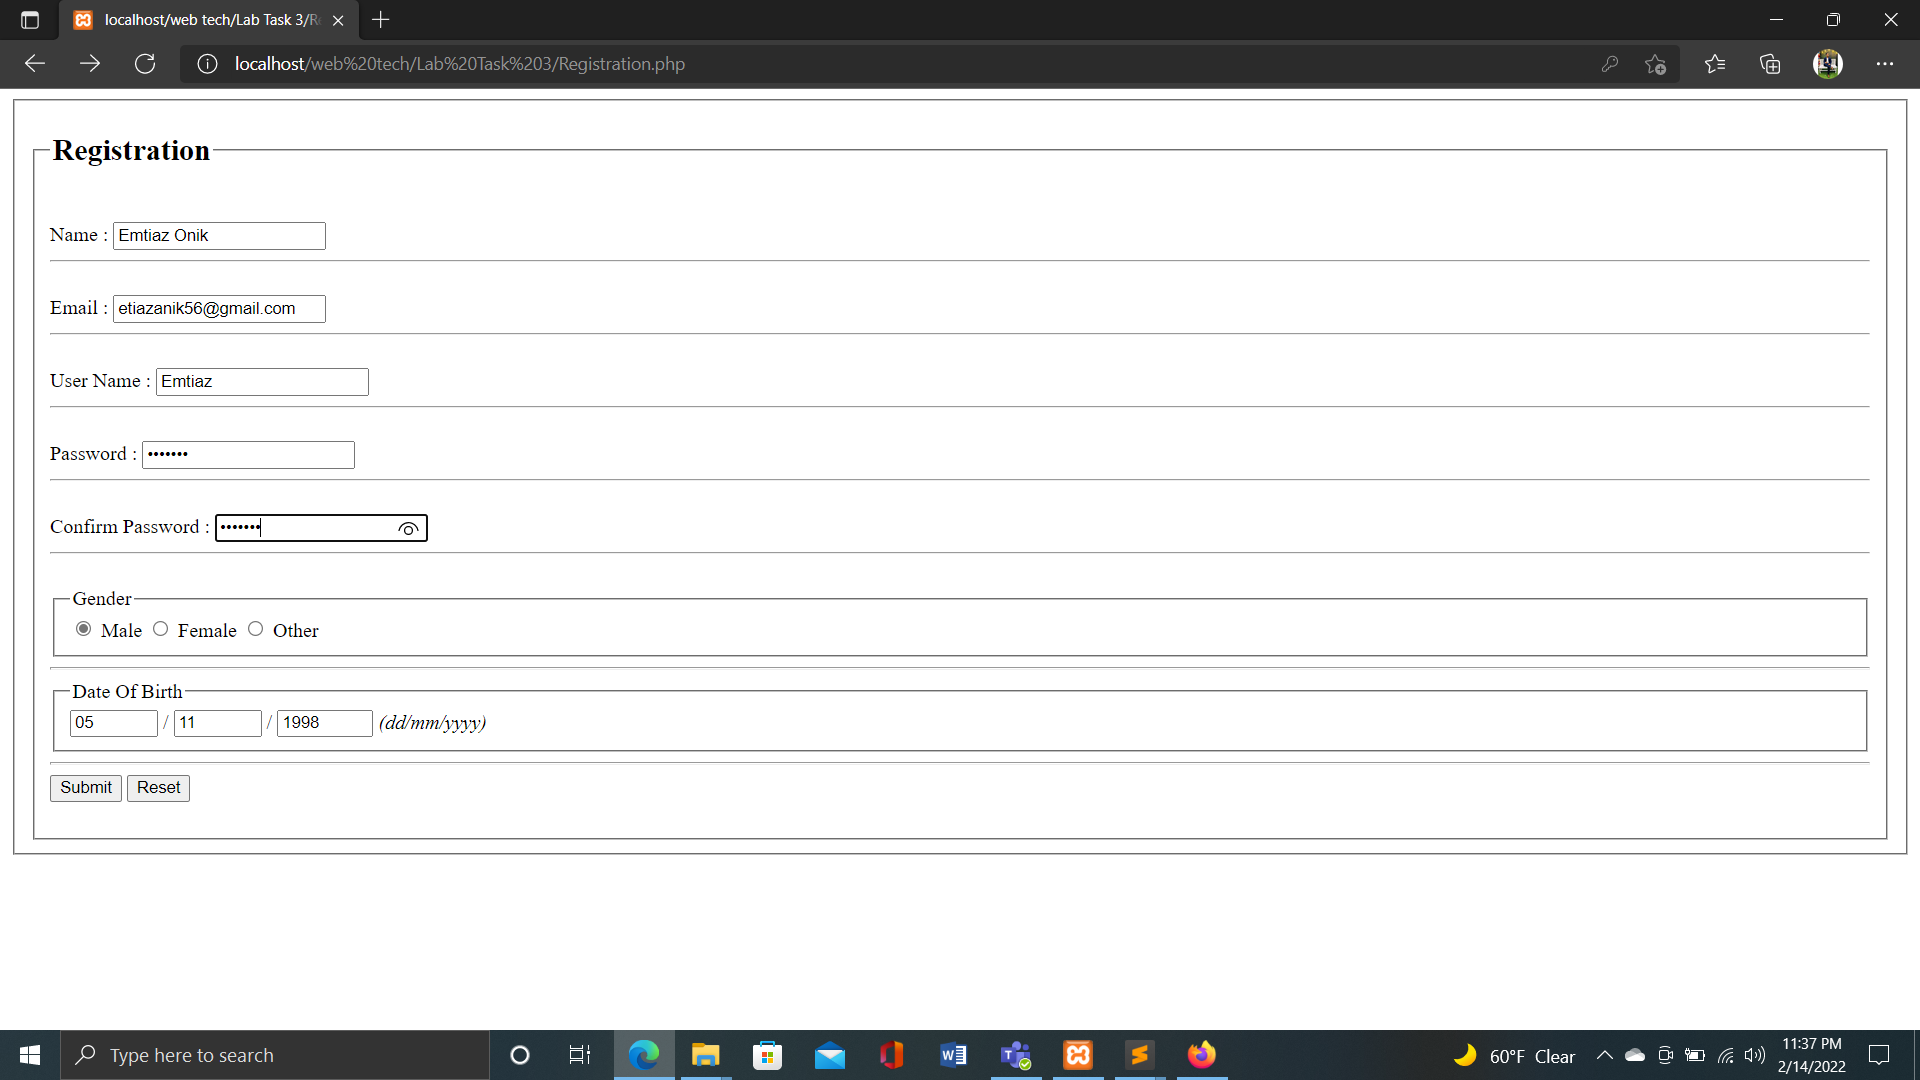 localhost/web tech/Lab Task 3/R
localhost/web%20tech/Lab%20Task%203/Registration.php
Registration
Name : Emtiaz Onik
Email : etiazanik56@gmail.com
User Name : Emtiaz
Password : •••••••
Confirm Password : •••••••
Gender
Male Female Other
Date Of Birth
05 / 11 / 1998 (dd/mm/yyyy)
Submit Reset
Type here to search
60°F Clear
11:37 PM
2/14/2022